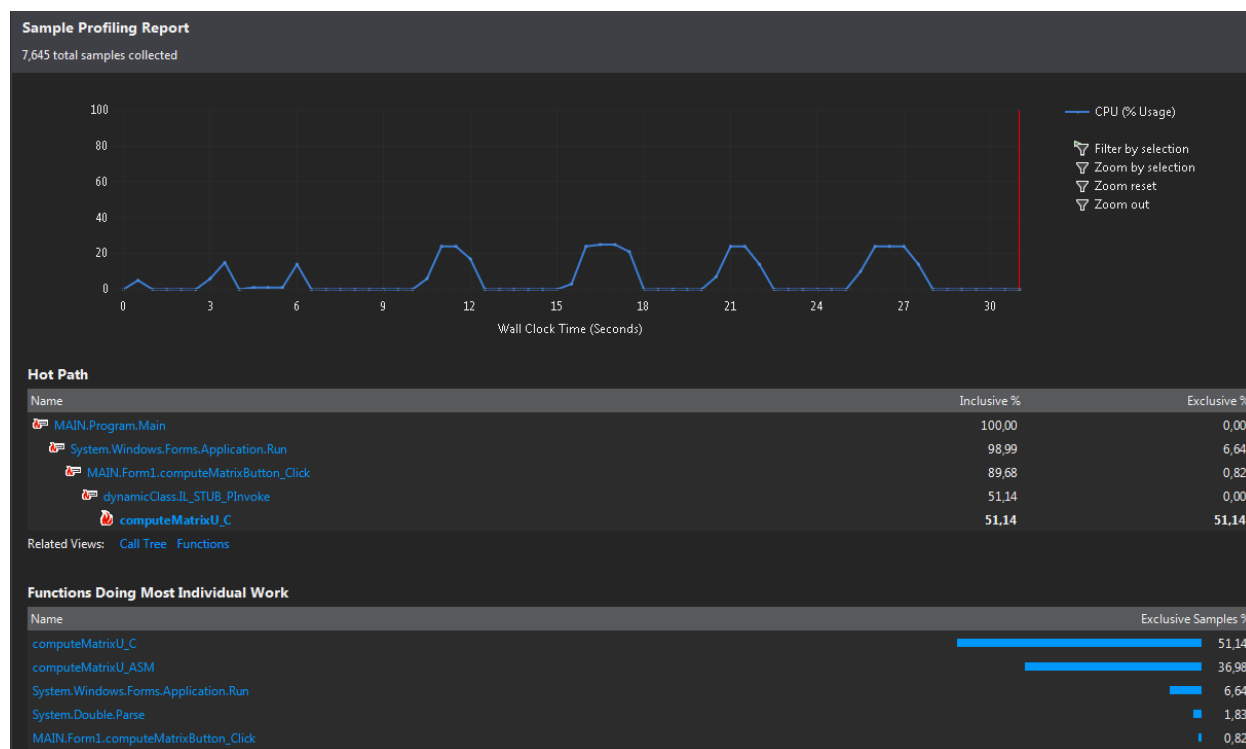 Sample Profiling Report
7,645 total samples collected
100
80
60
40
20
0
0 3 6 9 12 15 18 21 24 27 30
Wall Clock Time (Seconds)
CPU (% Usage)
Filter by selection
Zoom by selection
Zoom reset
Zoom out
Hot Path
Name Inclusive % Exclusive %
MAIN.Program.Main 100,00 0,00
System.Windows.Forms.Application.Run 98,99 6,64
MAIN.Form1.computeMatrixButton_Click 89,68 0,82
dynamicClass.IL_STUB_PInvoke 51,14 0,00
computeMatrixU_C 51,14 51,14
Related Views: Call Tree Functions
Functions Doing Most Individual Work
Name Exclusive Samples %
computeMatrixU_C 51,14
computeMatrixU_ASM 36,98
System.Windows.Forms.Application.Run 6,64
System.Double.Parse 1,83
MAIN.Form1.computeMatrixButton_Click 0,82